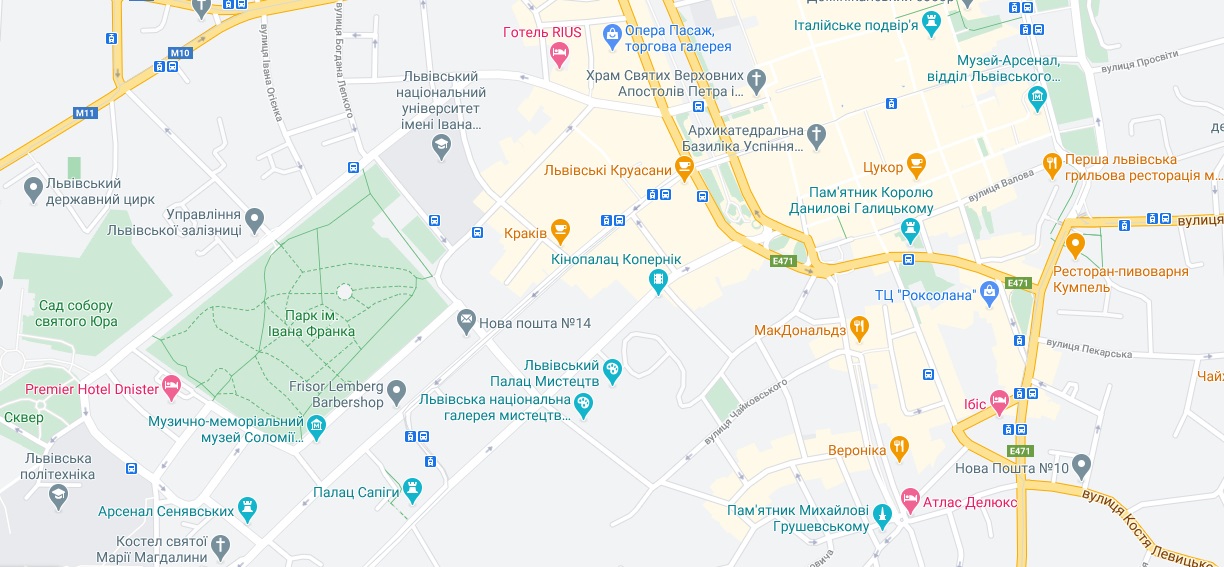 Готель RIUS
Опера Пасаж,
торгова галерея
Італійське подвір'я
вулиця Івана Огієнка
вулиця Богдана Лепкого
M10
M11
Львівський
національний
університет
імені Івана...
Храм Святих Верховних
Апостолів Петра і...
Музей-Арсенал,
відділ Львівського...
вулиця Просвіти
Архикатедральна
Базиліка Успіння...
Львівські Круасани
Цукор
Перша львівська
грильова ресторація м...
вулиця Валова
Львівський
державний цирк
Управління
Львівської залізниці
Пам'ятник Королю
Данилові Галицькому
вулиця
Краків
Кінопалац Копернік
E471
E471
Ресторан-пивоварня
Кумпель
ТЦ "Роксолана"
Сад собору
святого Юра
Парк ім.
Івана Франка
Нова пошта №14
МакДональдз
вулиця Пекарська
Львівський
Палац Мистецтв
Premier Hotel Dnister
Frisor Lemberg
Barbershop
Львівська національна
галерея мистецтв...
вулиця Чайковського
Ібіс
Сквер
Музично-меморіальний
музей Соломії...
Вероніка
E471
Нова Пошта №10
Львівська
політехніка
Палац Сапіги
Арсенал Сенявських
Атлас Делюкс
Пам'ятник Михайлові
Грушевському
вулиця Костя Левицько
Костел святої
Марії Магдалини